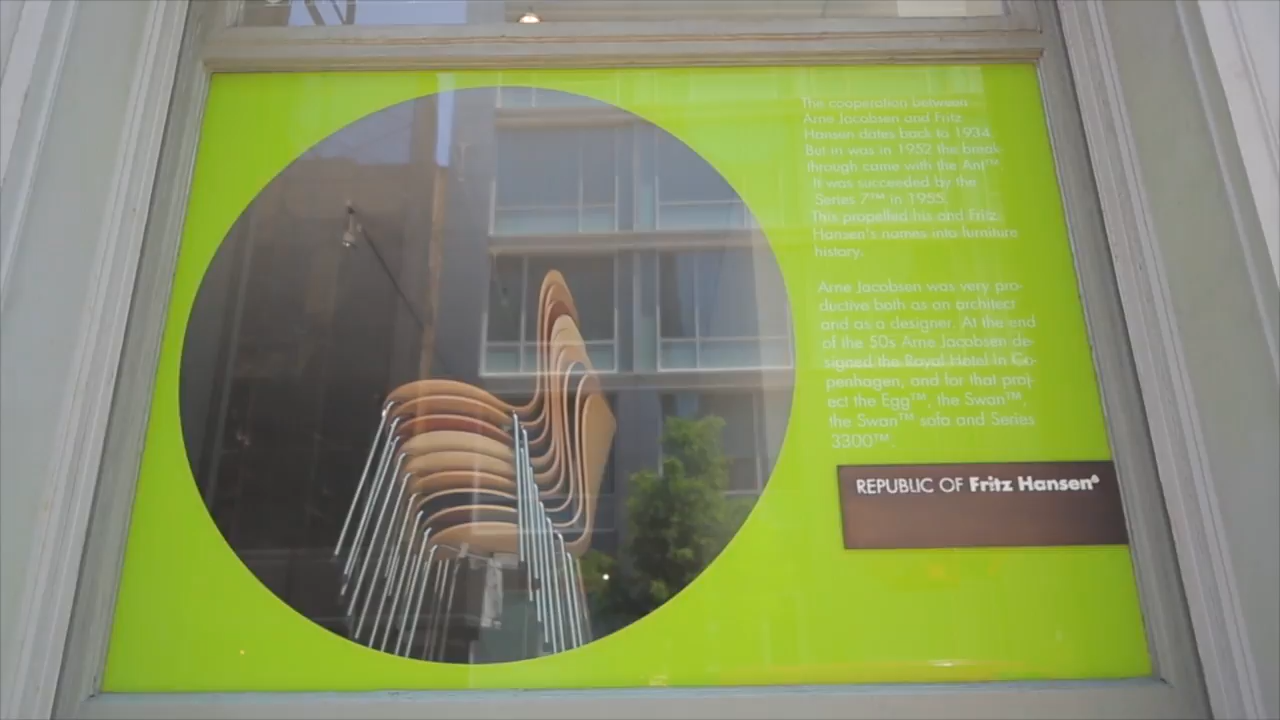 The cooperation between
Arne Jacobsen and Fritz
Hansen dates back to 1934.
But in was in 1952 the break-
through came with the Ant™
It was succeeded by the
Series 7™ in 1955.
This propelled his and Fritz
Hansen's names into furniture
history.
Arne Jacobsen was very pro-
ductive both as an architect
and as a designer. At the end
of the 50s Arne Jacobsen de-
signed the Royal Hotel in Co-
penhagen, and for that proj-
ect the Egg™, the Swan™,
the Swan™ sofa and Series
3300™.
REPUBLIC OF Fritz Hansen